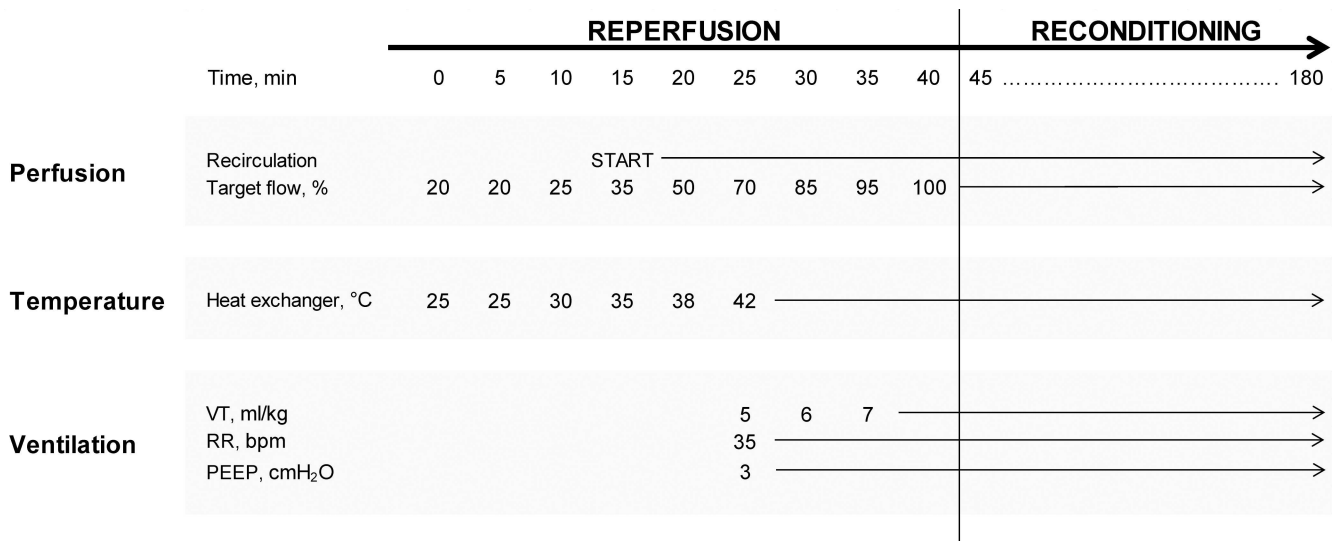 REPERFUSION RECONDITIONING
Time, min 0 5 10 15 20 25 30 35 40 45 ………………………………… 180
Perfusion
Recirculation START
Target flow, % 20 20 25 35 50 70 85 95 100
Temperature
Heat exchanger, °C 25 25 30 35 38 42
Ventilation
VT, ml/kg 5 6 7
RR, bpm 35
PEEP, cmH₂O 3